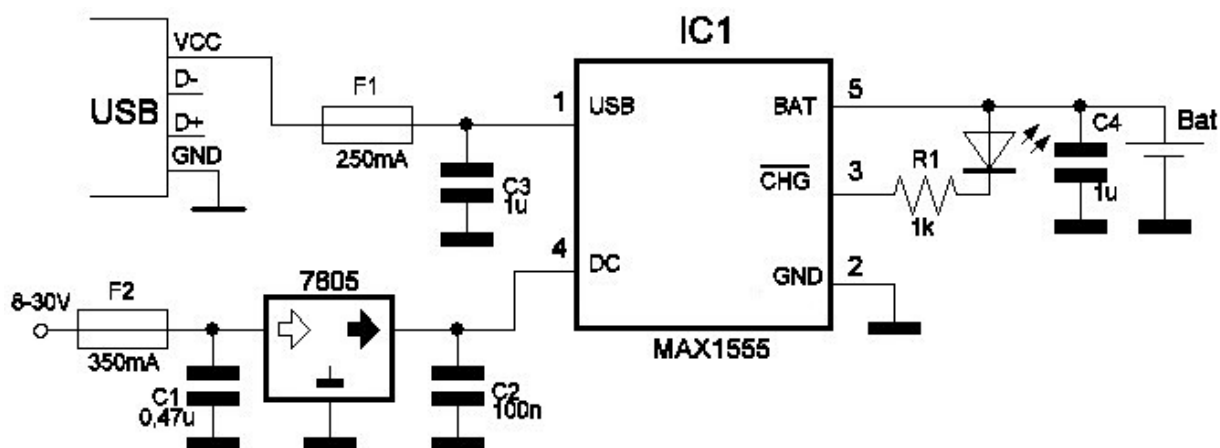 IC1
VCC
D-
USB
D+
GND
F1
250mA
1
USB
BAT
5
C4
Bat
C3
1u
CHG
3
R1
1k
1u
4
DC
GND
2
MAX1555
8-30V
F2
350mA
7805
C1
0,47u
C2
100n